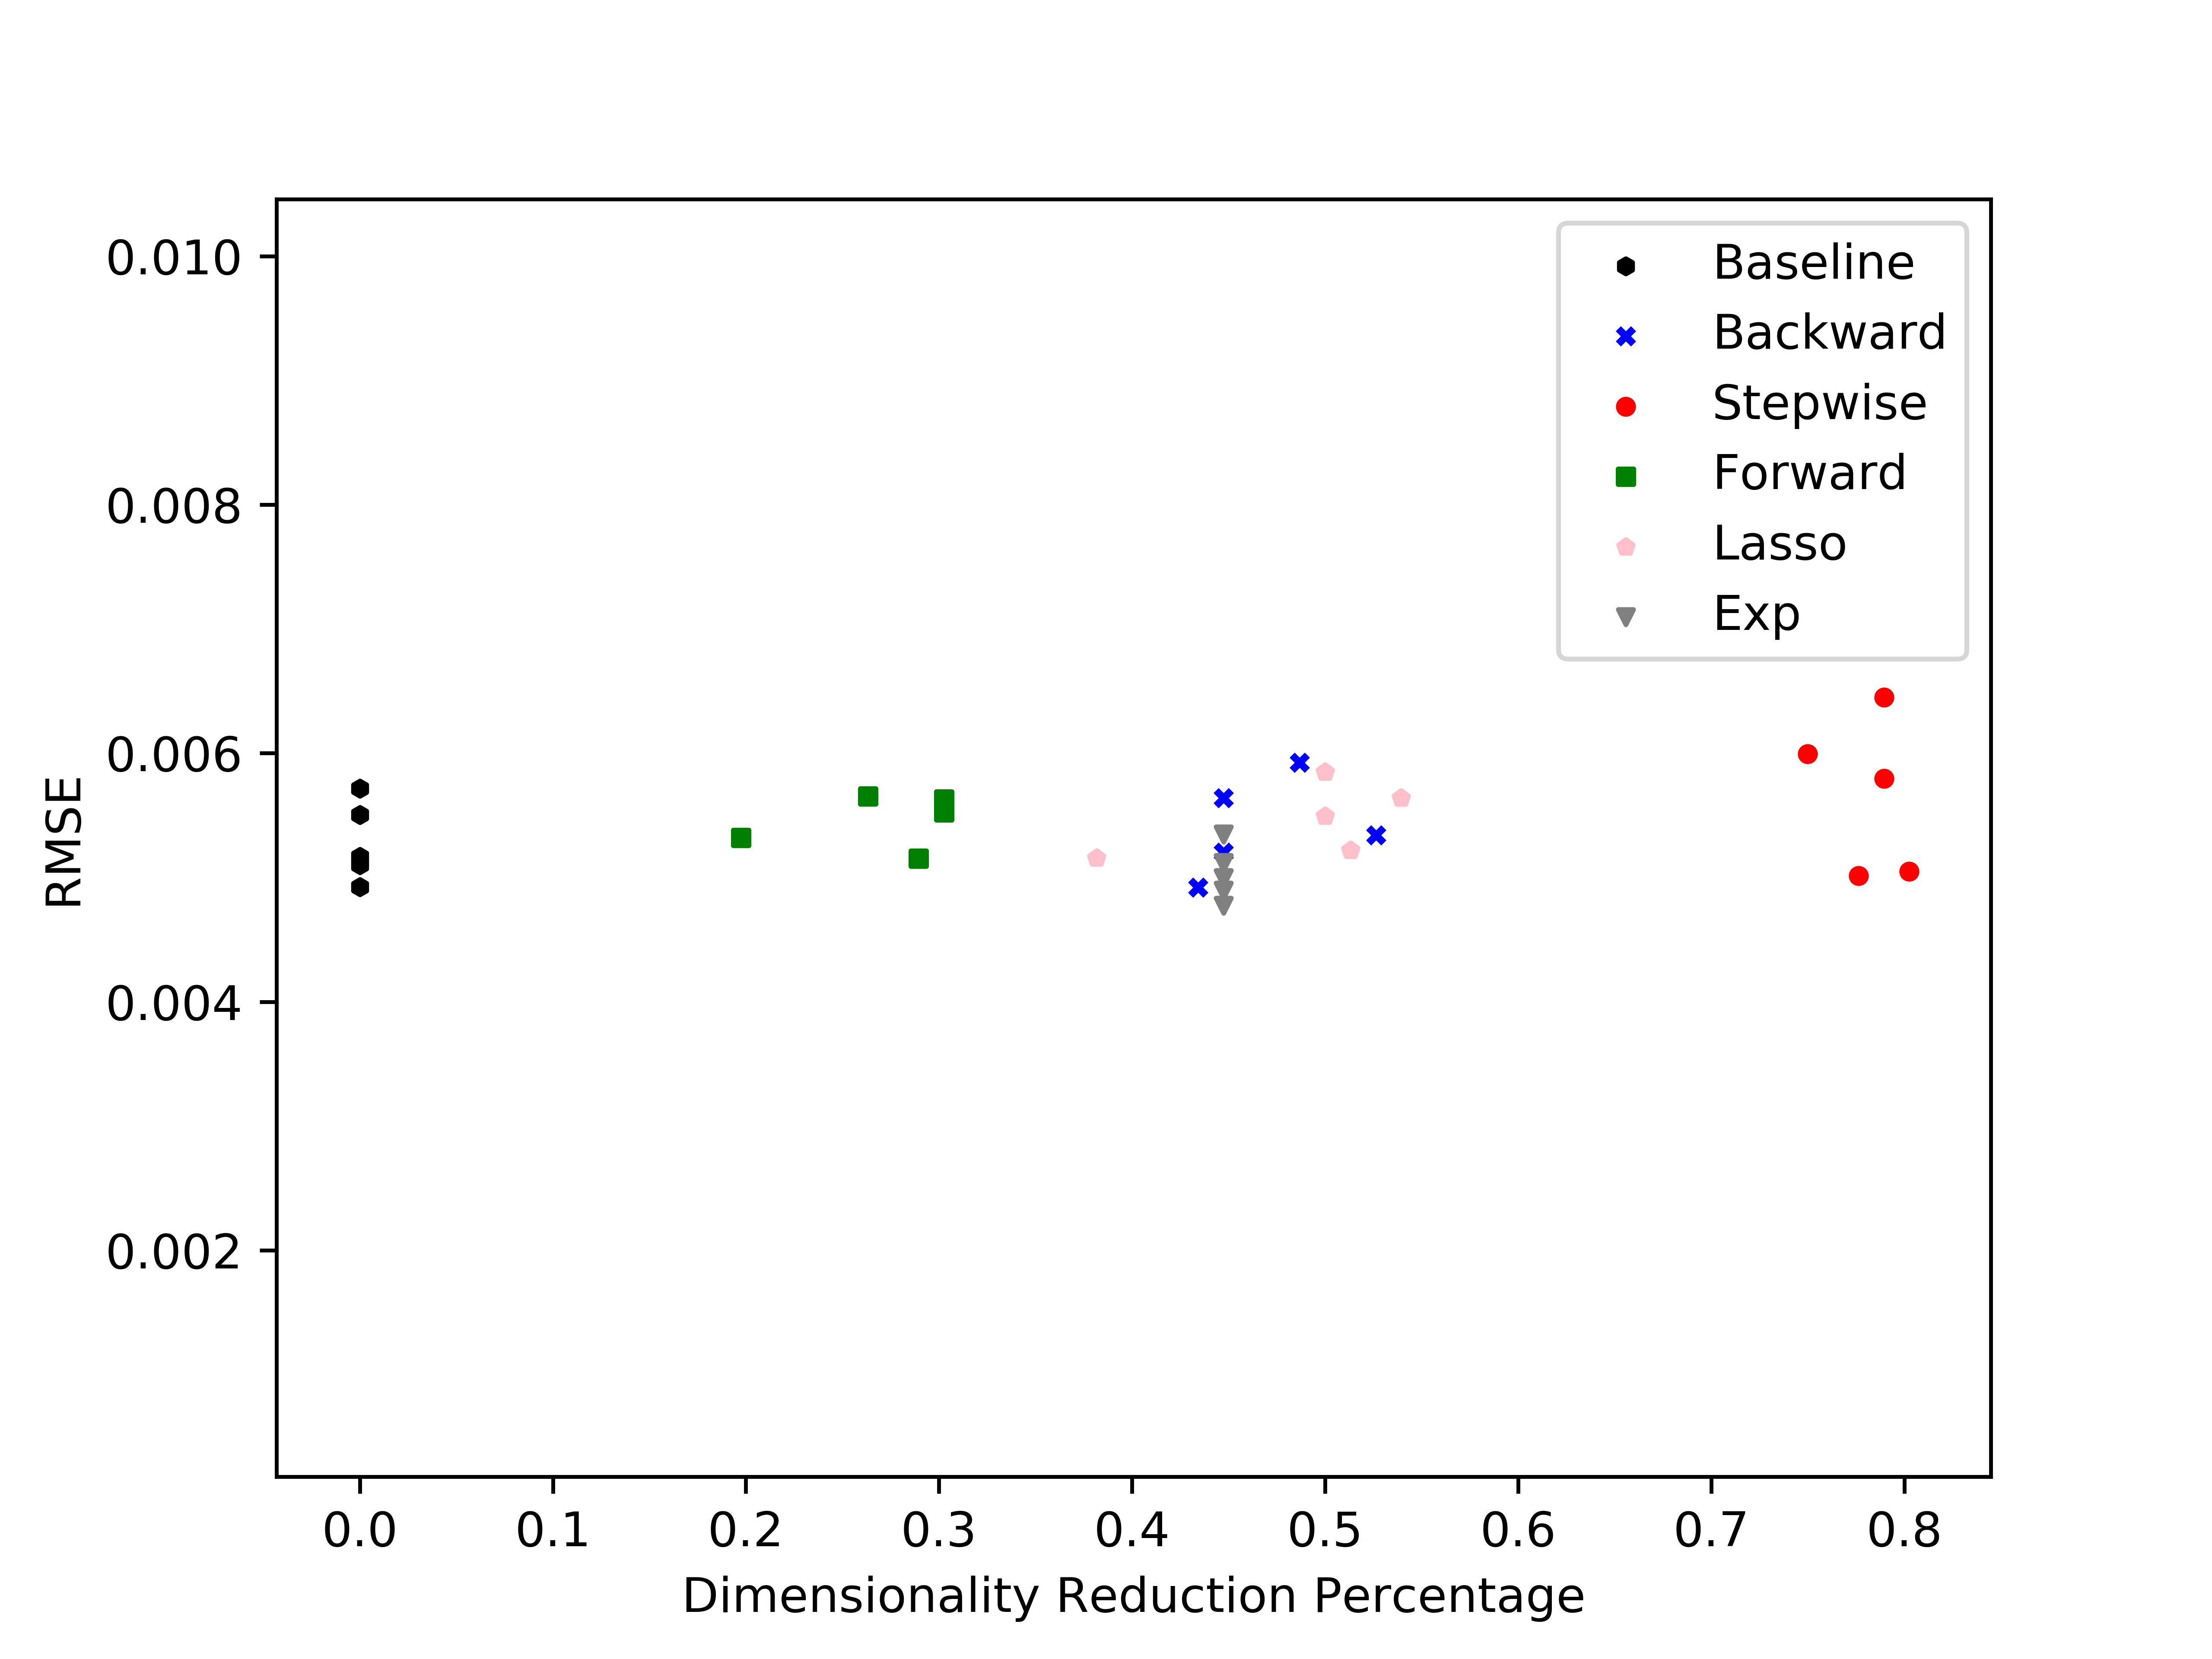 0.010
0.008
0.006
0.004
0.002
RMSE
Baseline
Backward
Stepwise
Forward
Lasso
Exp
0.0 0.1 0.2 0.3 0.4 0.5 0.6 0.7 0.8
Dimensionality Reduction Percentage